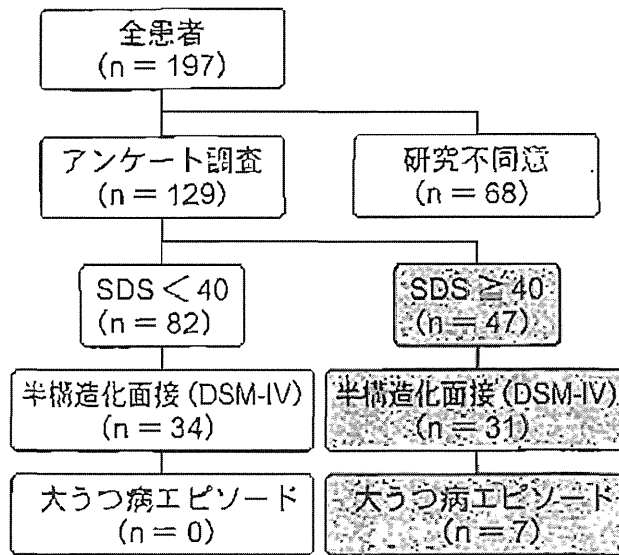 全患者
(n = 197)
アンケート調査
(n = 129)
研究不同意
(n = 68)
SDS < 40
(n = 82)
SDS ≧ 40
(n = 47)
半構造化面接 (DSM-IV)
(n = 34)
半構造化面接 (DSM-IV)
(n = 31)
大うつ病エピソード
(n = 0)
大うつ病エピソード
(n = 7)